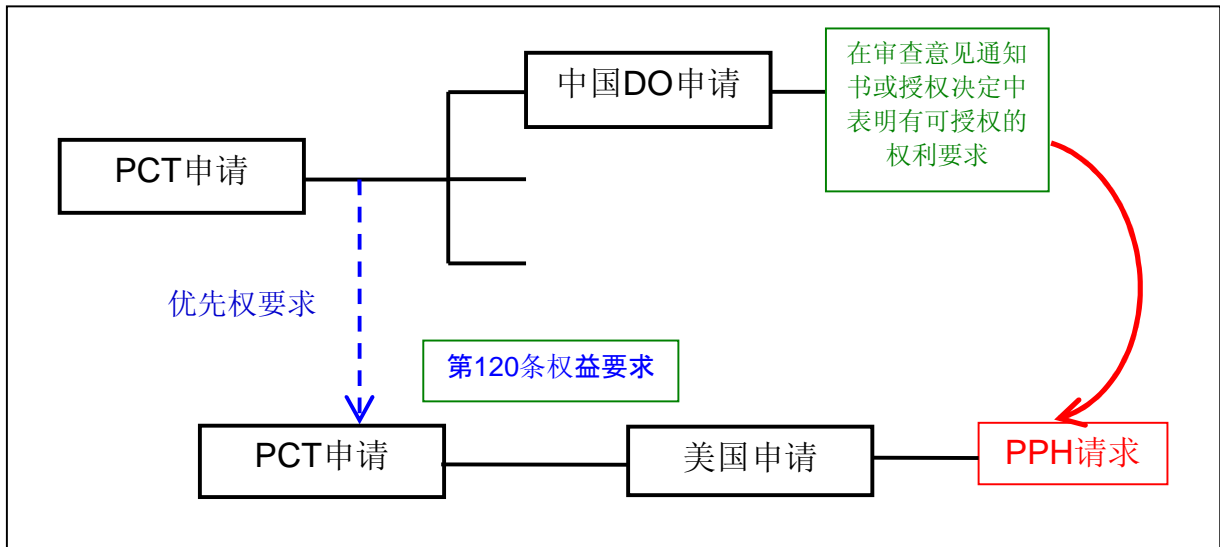 中国DO申请
在审查意见通知
书或授权决定中
表明有可授权的
权利要求
PCT申请
优先权要求
第120条权益要求
PCT申请
美国申请
PPH请求